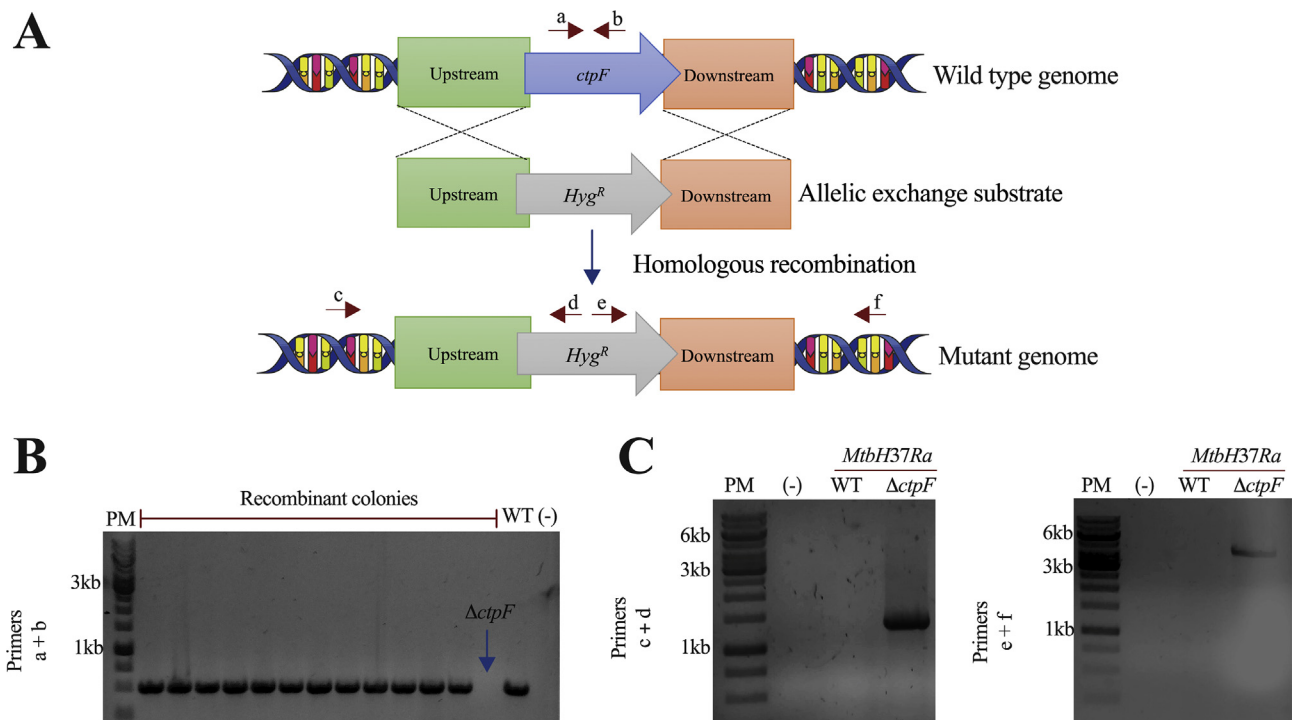 A
a b
Upstream ctpF Downstream Wild type genome
Upstream Hyg^R Downstream Allelic exchange substrate
Homologous recombination
c d e f
Upstream Hyg^R Downstream Mutant genome
B
Recombinant colonies
PM WT (-)
3kb
ΔctpF
1kb
Primers
a + b
C
MtbH37Ra
PM (-) WT ΔctpF
6kb
3kb
1kb
Primers
c + d
MtbH37Ra
PM (-) WT ΔctpF
6kb
3kb
1kb
Primers
e + f